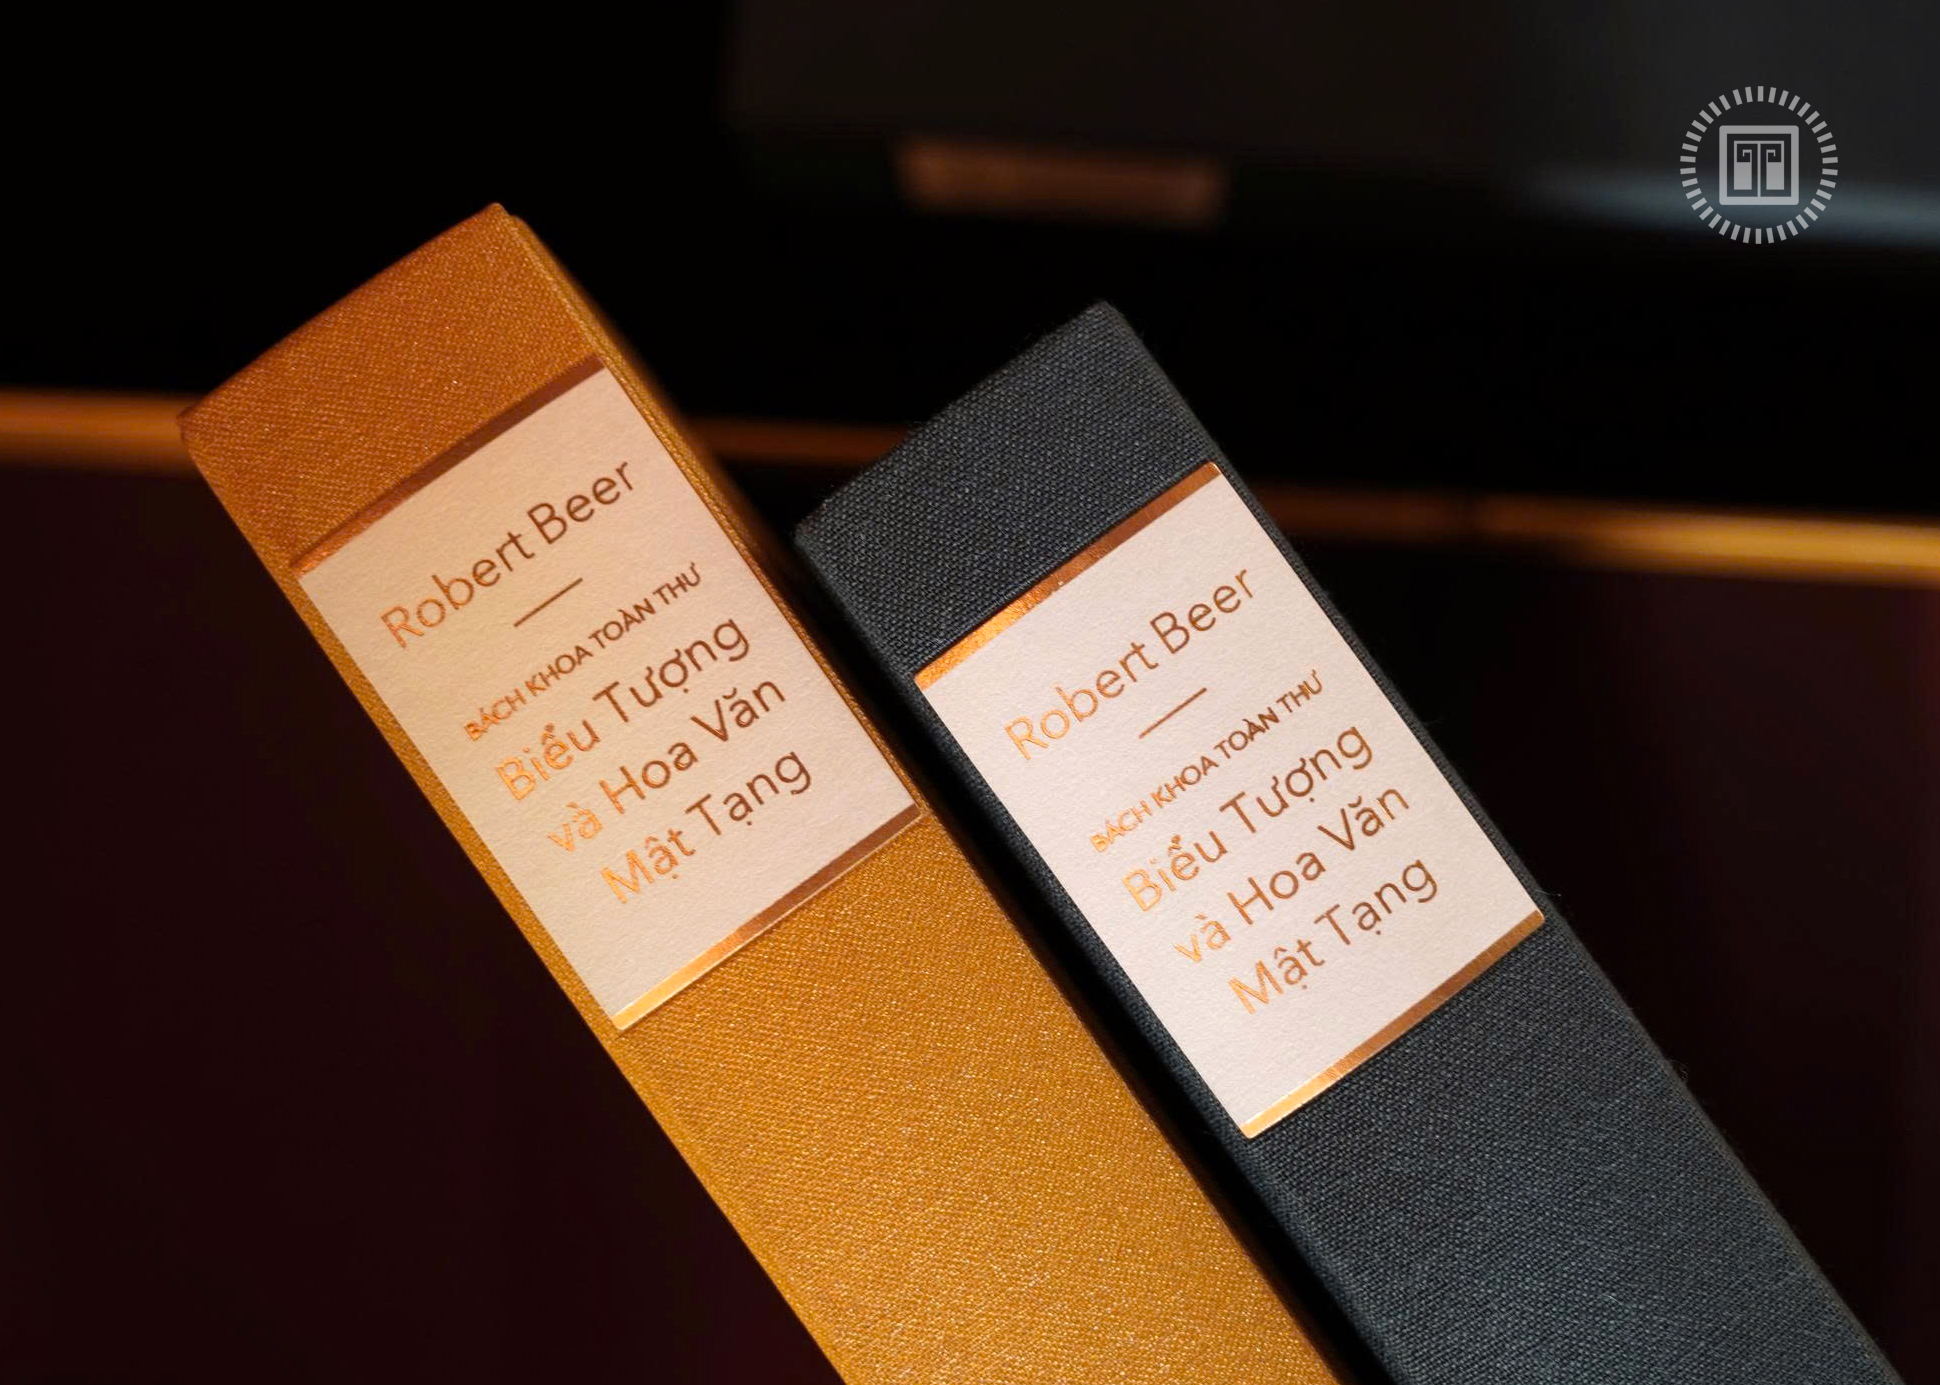 Robert Beer
BÁCH KHOA TOÀN THƯ
Biểu Tượng
và Hoa Văn
Mật Tạng
Robert Beer
BÁCH KHOA TOÀN THƯ
Biểu Tượng
và Hoa Văn
Mật Tạng